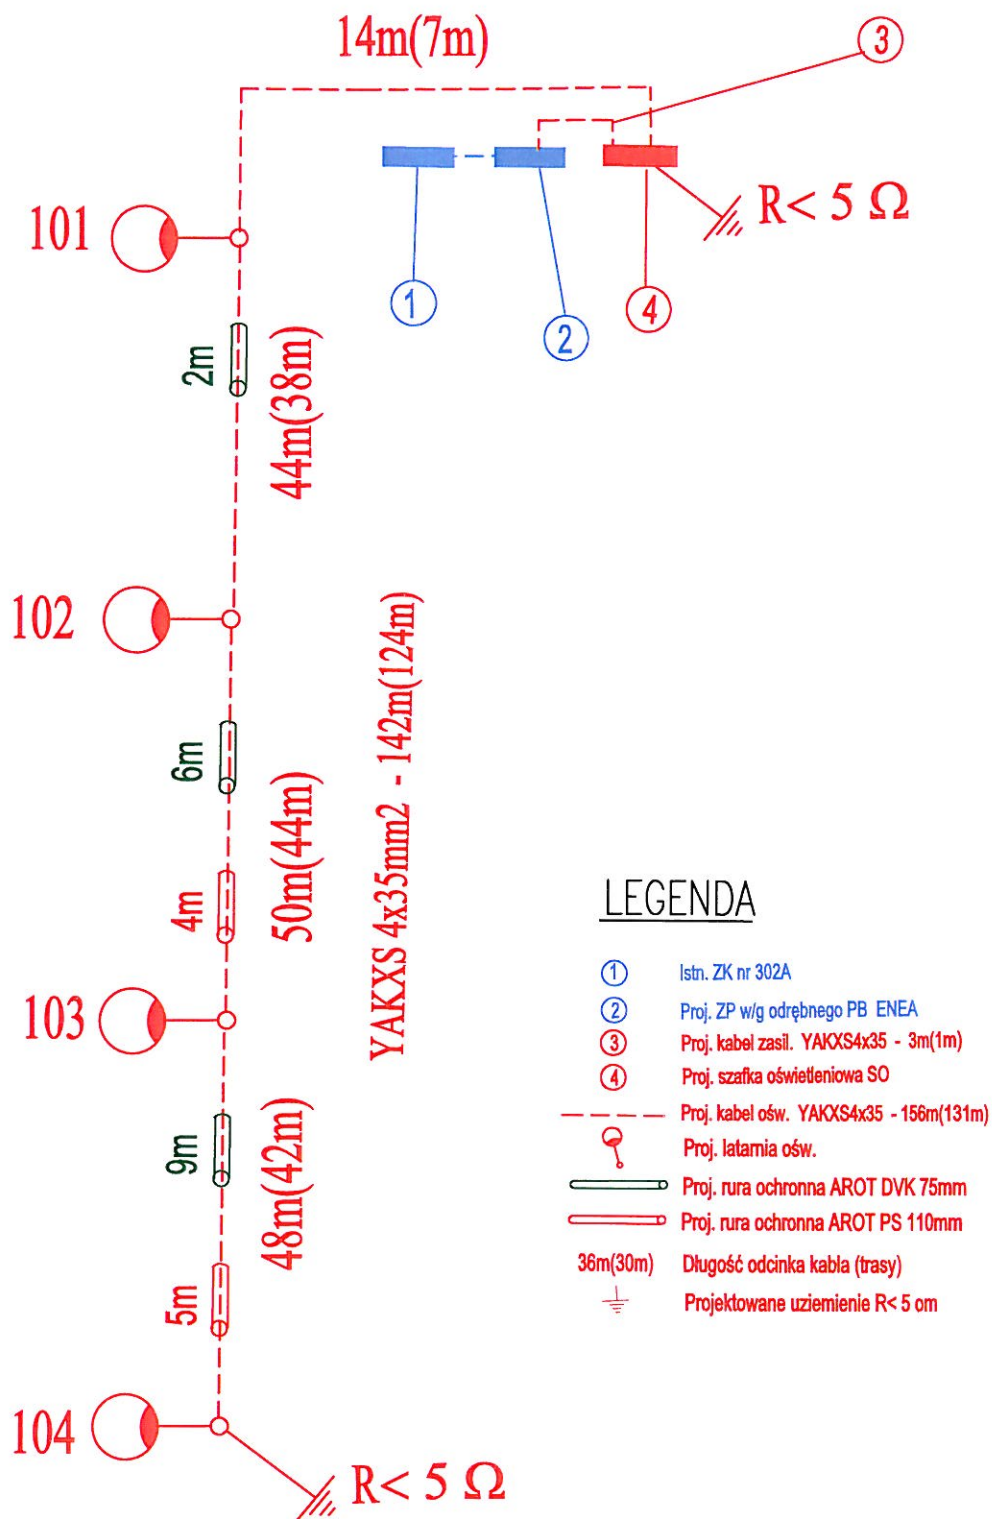 14m(7m)
3
R< 5 Ω
101
1
2
4
2m
44m(38m)
102
YAKXS 4x35mm2 - 142m(124m)
6m
50m(44m)
4m
103
9m
48m(42m)
5m
104
R< 5 Ω
LEGENDA
1 Istn. ZK nr 302A
2 Proj. ZP w/g odrębnego PB ENEA
3 Proj. kabel zasil. YAKXS4x35 - 3m(1m)
4 Proj. szafka oświetleniowa SO
Proj. kabel ośw. YAKXS4x35 - 156m(131m)
Proj. latarnia ośw.
Proj. rura ochronna AROT DVK 75mm
Proj. rura ochronna AROT PS 110mm
36m(30m) Długość odcinka kabla (trasy)
Projektowane uziemienie R< 5 om